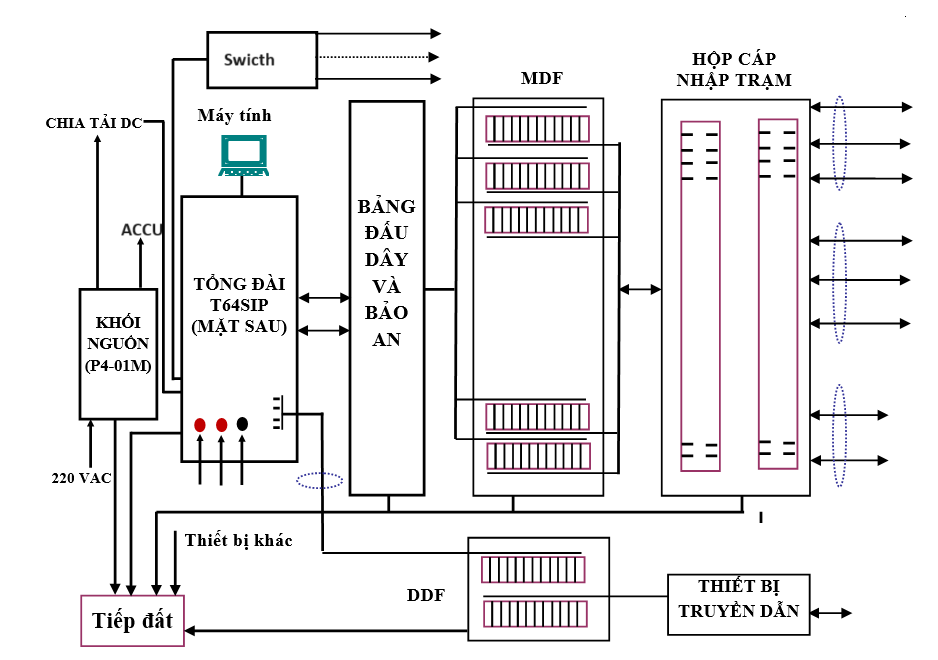 Swicth
HỘP CÁP
NHẬP TRẠM
MDF
Máy tính
CHIA TẢI DC
ACCU
BẢNG
ĐẤU
DÂY
VÀ
BẢO
AN
TỔNG ĐÀI
T64SIP
(MẶT SAU)
KHỐI
NGUỒN
(P4-01M)
220 VAC
Thiết bị khác
Tiếp đất
DDF
THIẾT BỊ
TRUYỀN DẪN